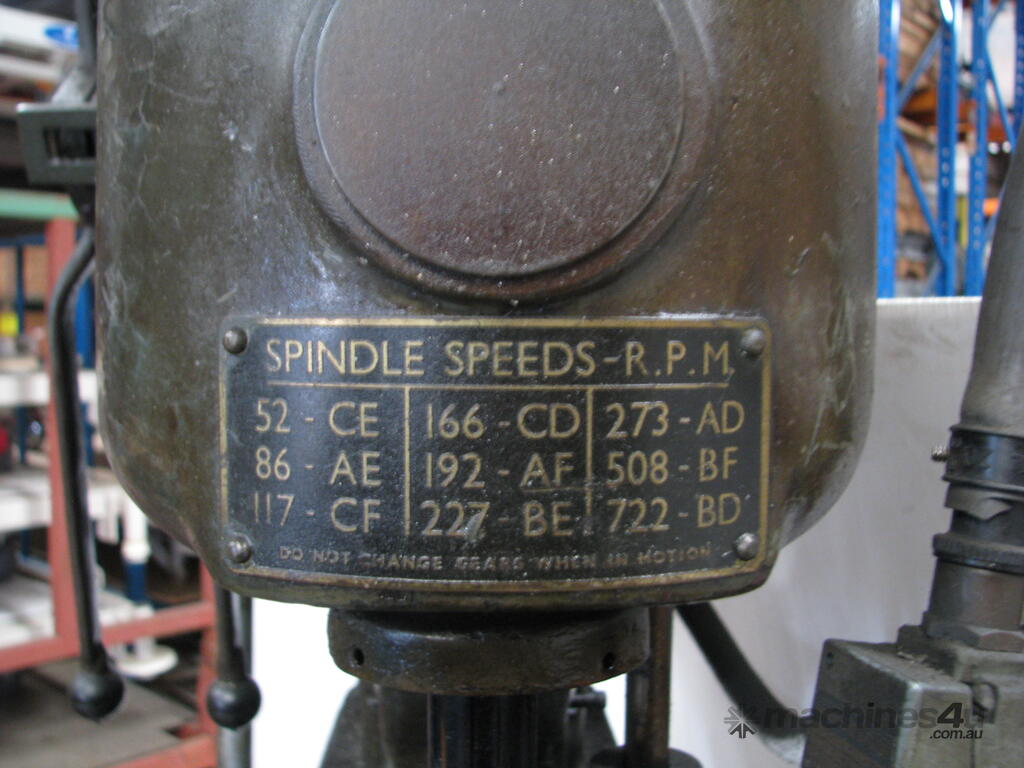 SPINDLE SPEEDS-R.P.M.
52 - CE 166 - CD 273 - AD
86 - AE 192 - AF 508 - BF
117 - CF 227 - BE 722 - BD
DO NOT CHANGE GEARS WHEN IN MOTION
machines4u
.com.au